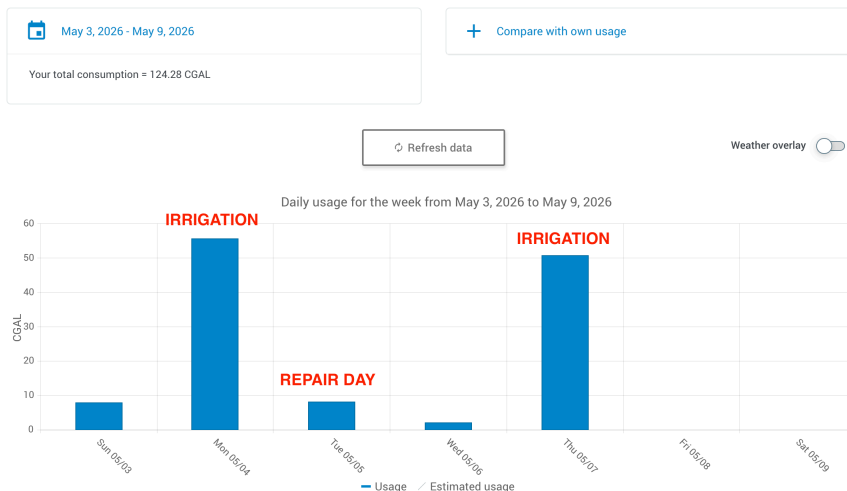 May 3, 2026 - May 9, 2026
Compare with own usage
Your total consumption = 124.28 CGAL
Refresh data
Weather overlay
Daily usage for the week from May 3, 2026 to May 9, 2026
IRRIGATION
IRRIGATION
REPAIR DAY
CGAL
60
50
40
30
20
10
0
Sun 05/03
Mon 05/04
Tue 05/05
Wed 05/06
Thu 05/07
Fri 05/08
Sat 05/09
Usage
Estimated usage